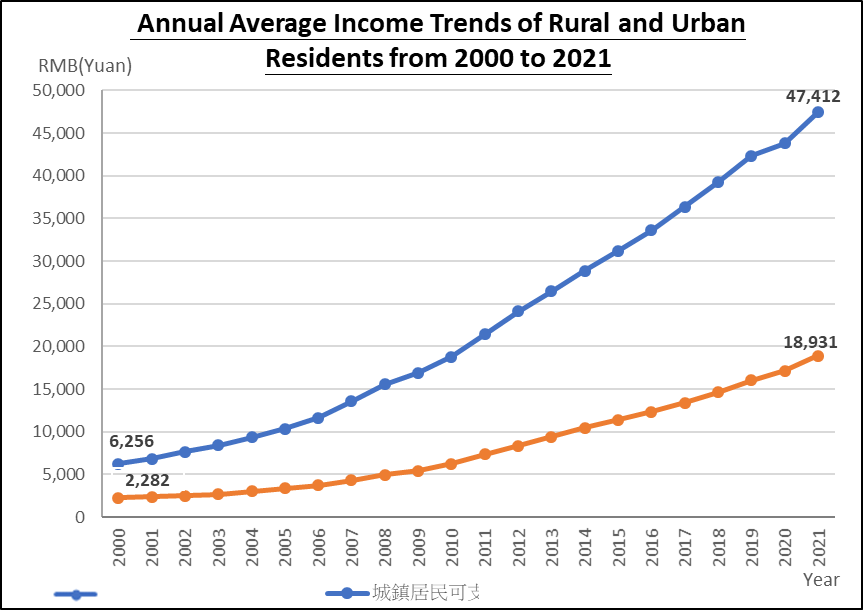 Annual Average Income Trends of Rural and Urban
Residents from 2000 to 2021
RMB(Yuan)
50,000
45,000
40,000
35,000
30,000
25,000
20,000
15,000
10,000
5,000
0
47,412
18,931
6,256
2,282
2000 2001 2002 2003 2004 2005 2006 2007 2008 2009 2010 2011 2012 2013 2014 2015 2016 2017 2018 2019 2020 2021
Year
城鎮居民可支